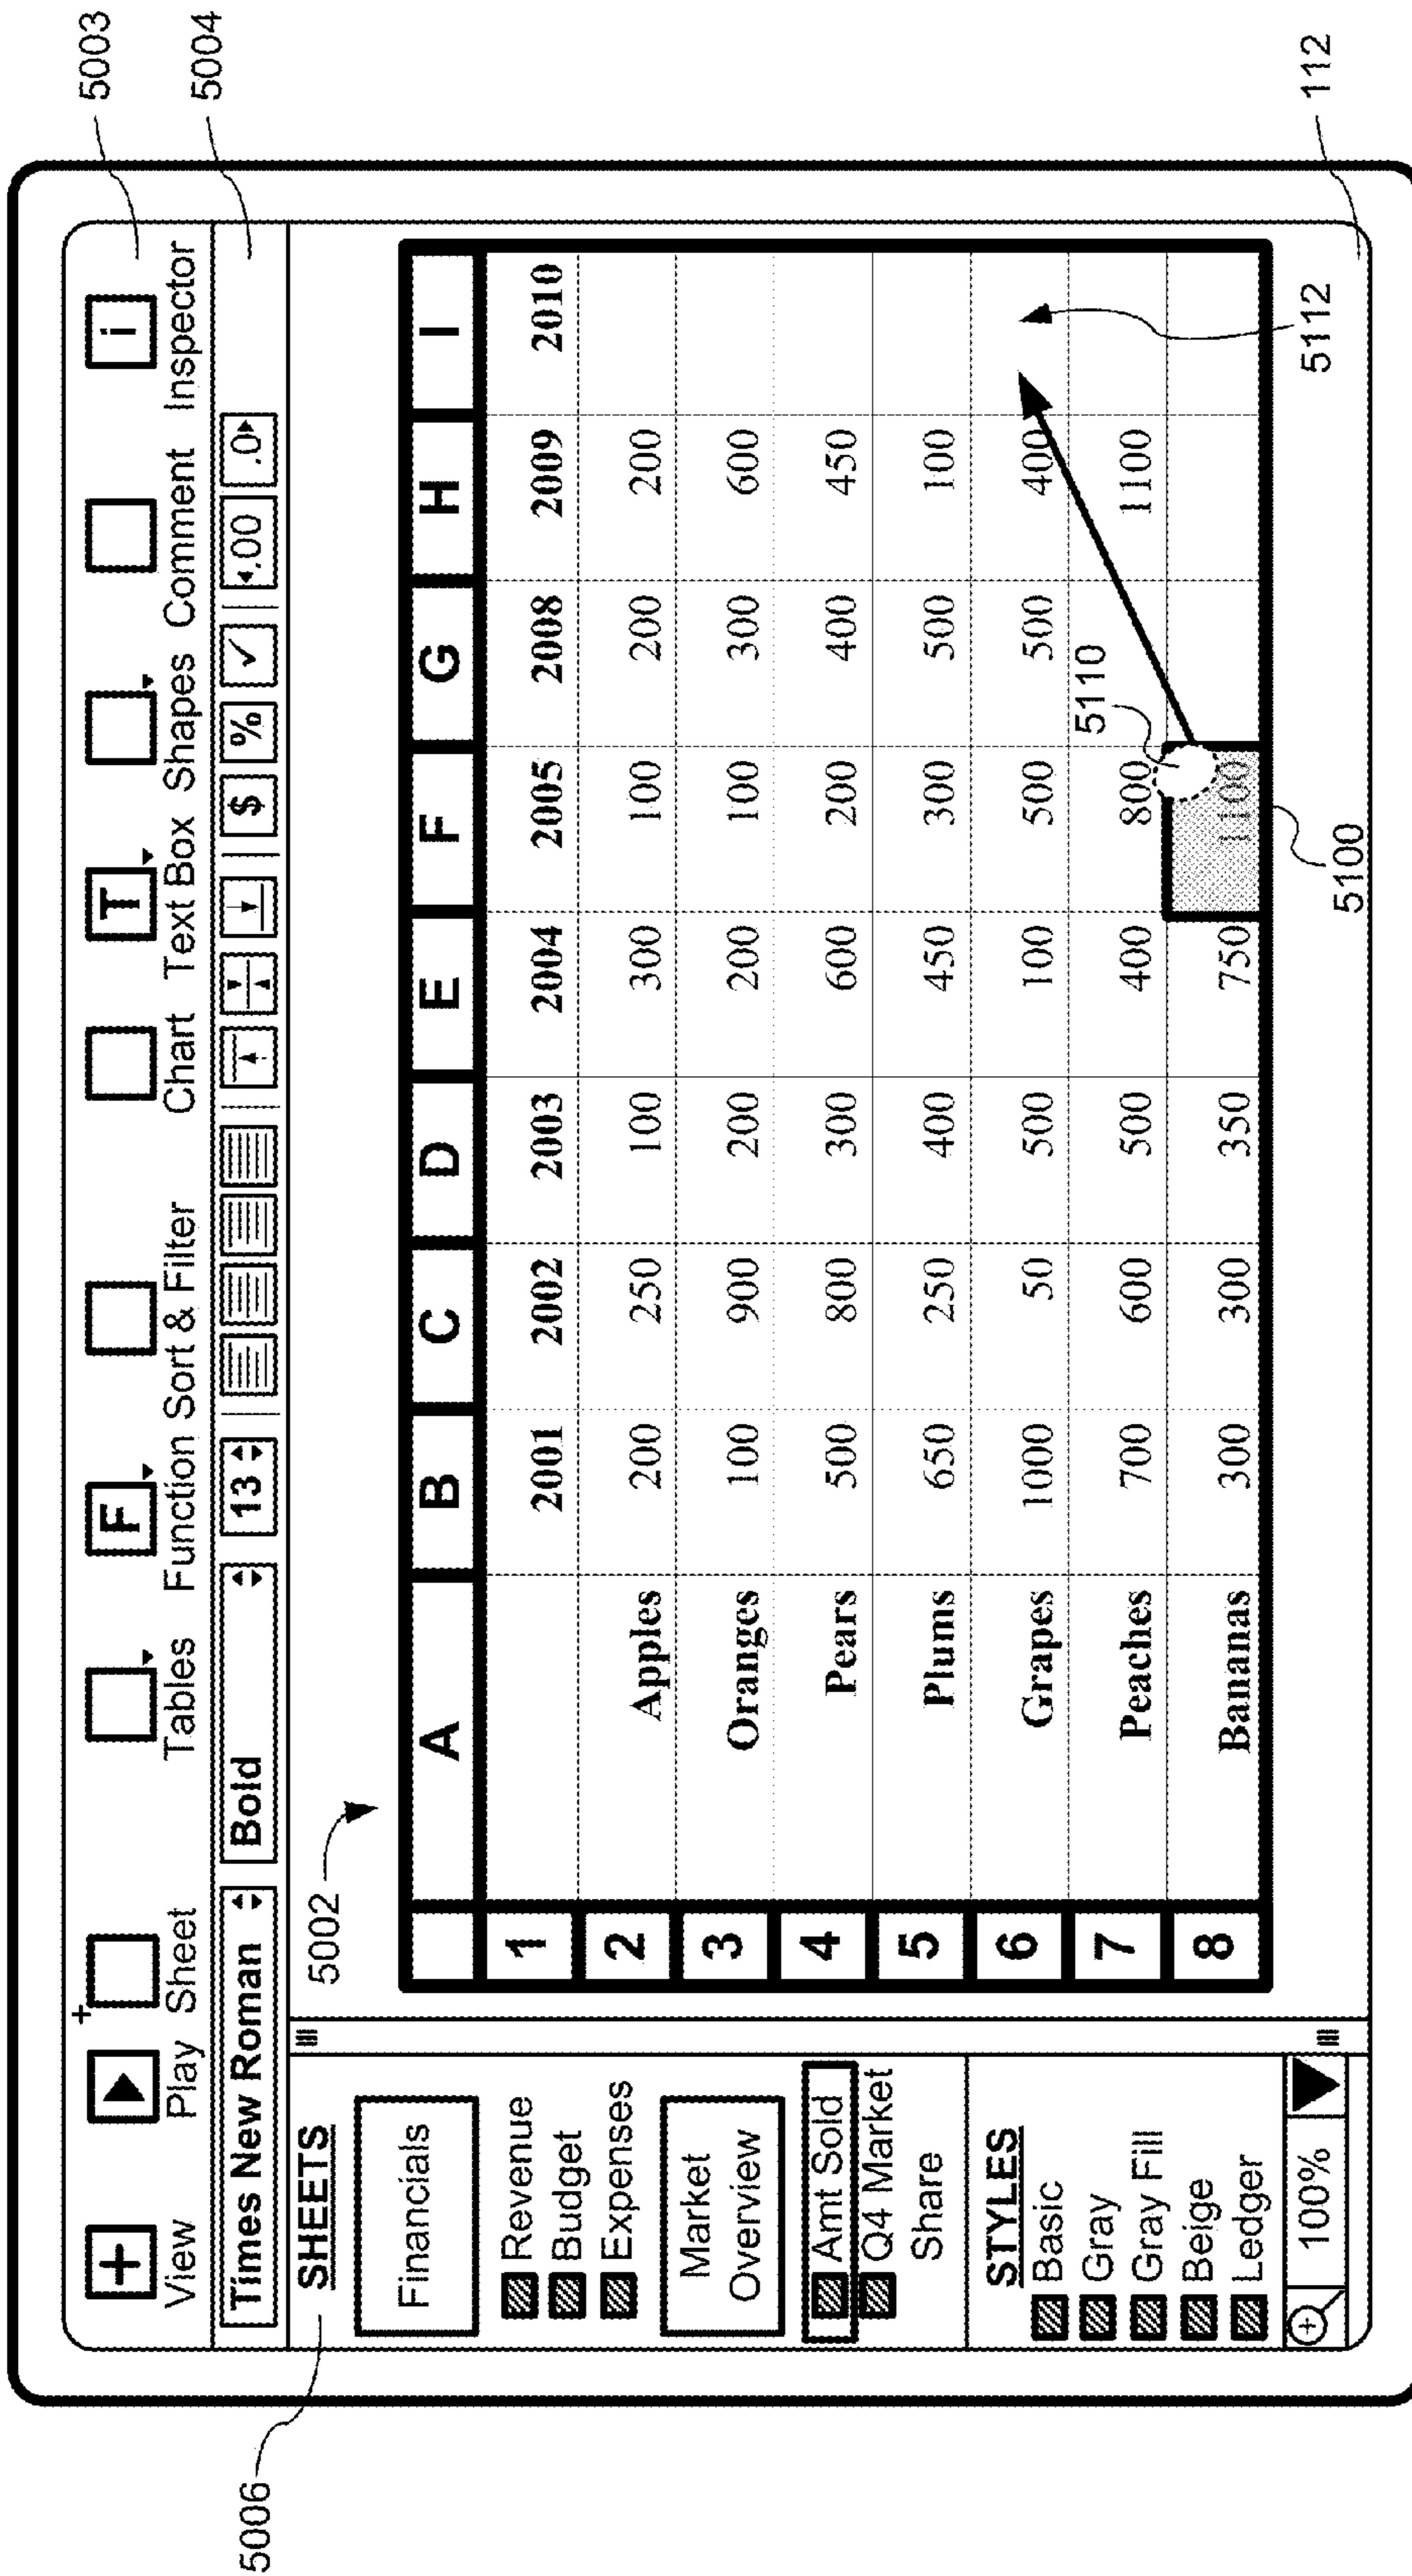 5003
5004
+
T
F
i
View Play Sheet Tables Function Sort & Filter Chart Text Box Shapes Comment Inspector
Times New Roman Bold 13 $ % ✓ .00 .0
5006
SHEETS
Financials
Revenue
Budget
Expenses
Market
Overview
Amt Sold
Q4 Market
Share
STYLES
Basic
Gray
Gray Fill
Beige
Ledger
100%
5002
A B C D E F G H I
1 2001 2002 2003 2004 2005 2008 2009 2010
2 Apples 200 250 100 300 100 200 200
3 Oranges 100 900 200 200 100 300 600
4 Pears 500 800 300 600 200 400 450
5 Plums 650 250 400 450 300 500 100
6 Grapes 1000 50 500 100 500 500 400
7 Peaches 700 600 500 400 800 1100
8 Bananas 300 300 350 750 1100
5110
5100
5112
112